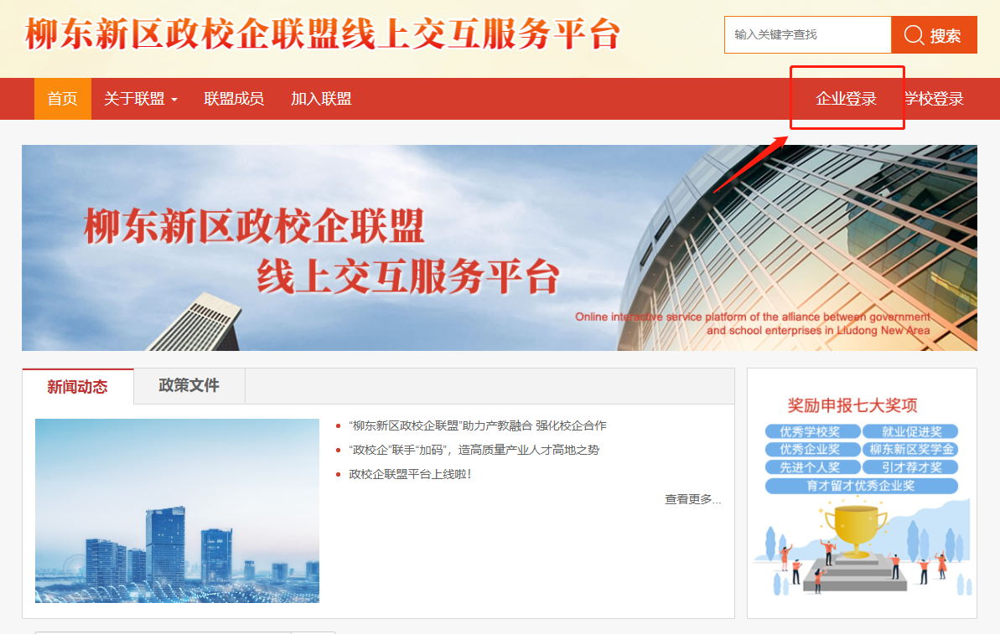 柳东新区政校企联盟线上交互服务平台
输入关键字查找
搜索
首页 关于联盟 联盟成员 加入联盟 企业登录 学校登录
柳东新区政校企联盟
线上交互服务平台
Online interactive service platform of the alliance between government
and school enterprises in Liudong New Area
新闻动态 政策文件
“柳东新区政校企联盟”助力产教融合 强化校企合作
“政校企”联手“加码”，造高质量产业人才高地之势
政校企联盟平台上线啦！
查看更多...
奖励申报七大奖项
优秀学校奖 就业促进奖
优秀企业奖 柳东新区奖学金
先进个人奖 引才荐才奖
育才留才优秀企业奖